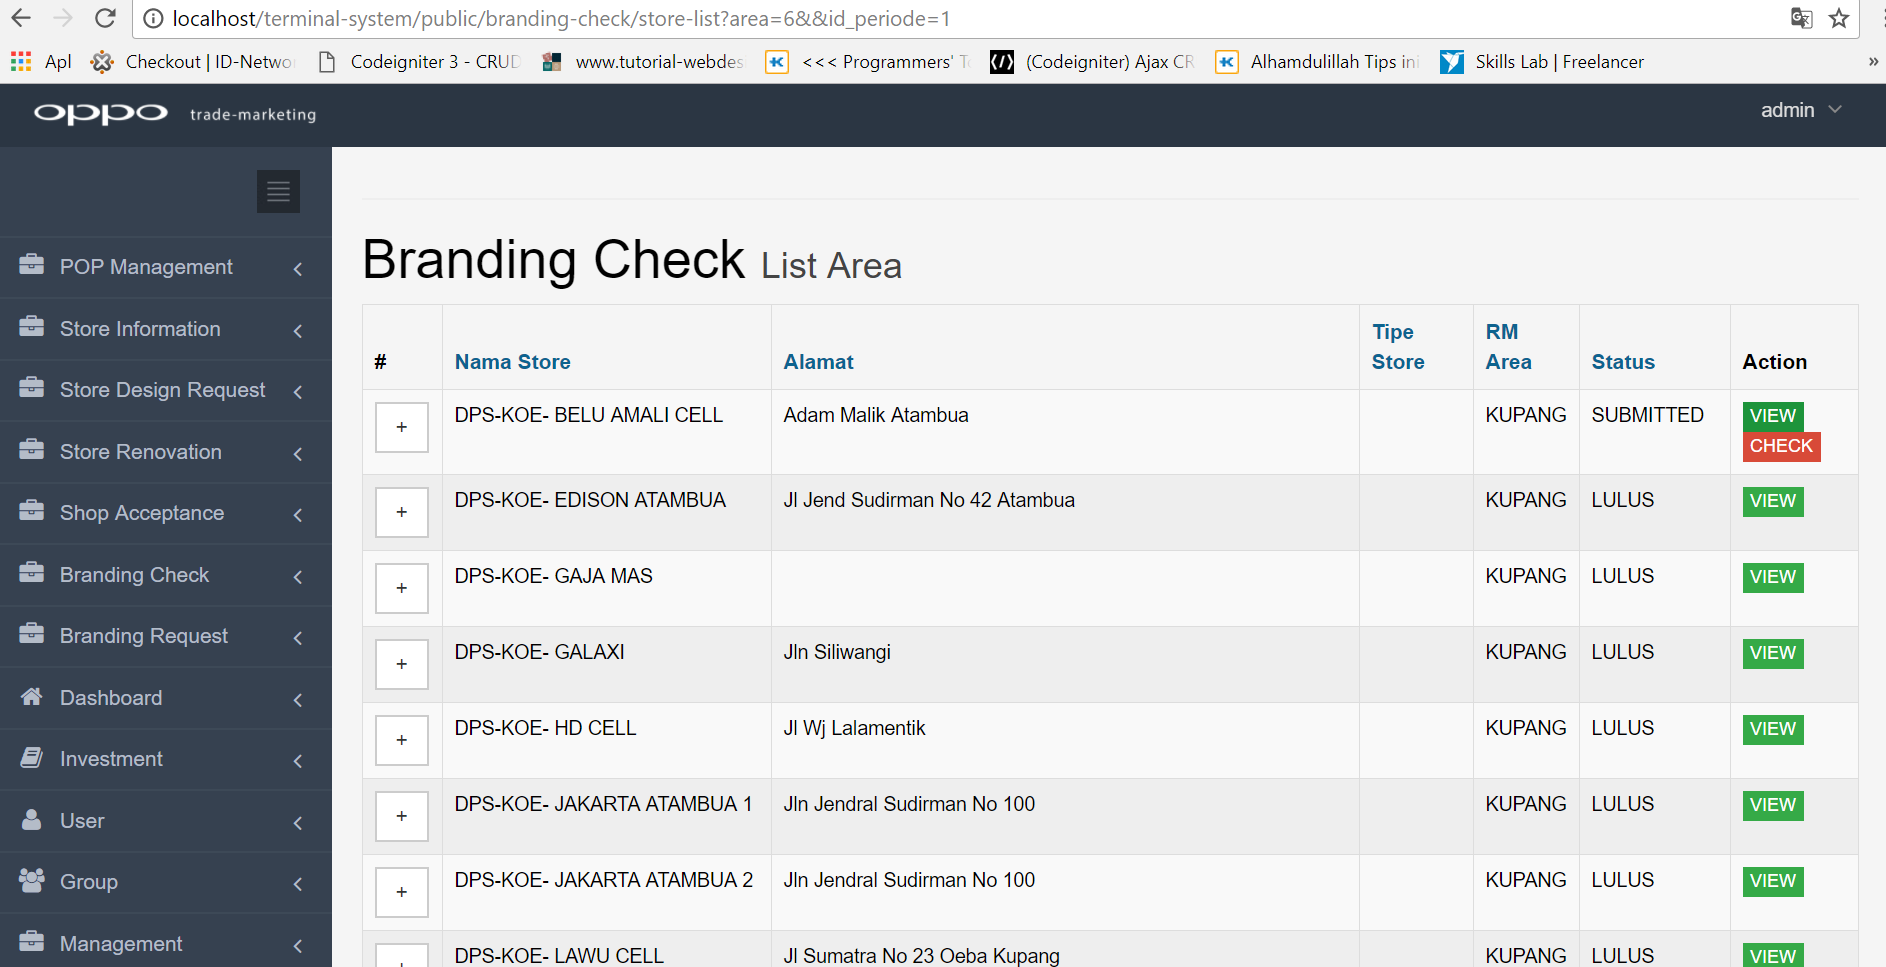 localhost/terminal-system/public/branding-check/store-list?area=6&&id_periode=1
Apl Checkout | ID-Netwo Codeigniter 3 - CRUD www.tutorial-webdes <<< Programmers' T (Codeigniter) Ajax CR Alhamdulillah Tips ini Skills Lab | Freelancer »
oppo trade-marketing admin
POP Management
Store Information
Store Design Request
Store Renovation
Shop Acceptance
Branding Check
Branding Request
Dashboard
Investment
User
Group
Management
Branding Check List Area
# Nama Store Alamat Tipe Store RM Area Status Action
+ DPS-KOE- BELU AMALI CELL Adam Malik Atambua KUPANG SUBMITTED VIEW
CHECK
+ DPS-KOE- EDISON ATAMBUA Jl Jend Sudirman No 42 Atambua KUPANG LULUS VIEW
+ DPS-KOE- GAJA MAS KUPANG LULUS VIEW
+ DPS-KOE- GALAXI Jln Siliwangi KUPANG LULUS VIEW
+ DPS-KOE- HD CELL Jl Wj Lalamentik KUPANG LULUS VIEW
+ DPS-KOE- JAKARTA ATAMBUA 1 Jln Jendral Sudirman No 100 KUPANG LULUS VIEW
+ DPS-KOE- JAKARTA ATAMBUA 2 Jln Jendral Sudirman No 100 KUPANG LULUS VIEW
DPS-KOE- LAWU CELL Jl Sumatra No 23 Oeba Kupang KUPANG LULUS VIEW